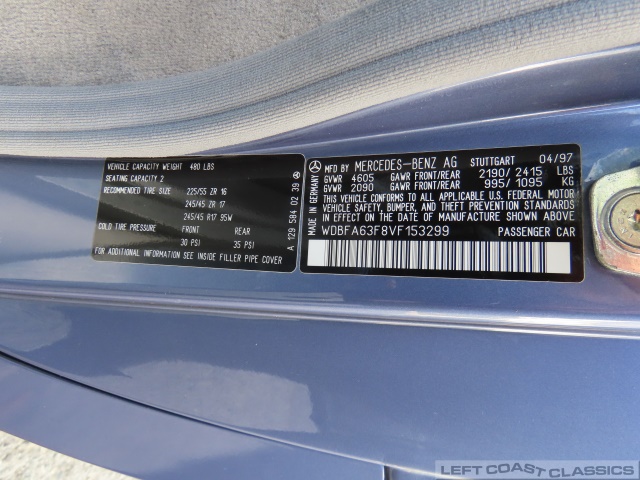 VEHICLE CAPACITY WEIGHT 480 LBS
SEATING CAPACITY 2
RECOMMENDED TIRE SIZE 225/55 ZR 16
245/45 ZR 17
245/45 R17 95W
COLD TIRE PRESSURE: FRONT REAR
30 PSI 35 PSI
FOR ADDITIONAL INFORMATION SEE INSIDE FILLER PIPE COVER
A 129 584 02 39
MADE IN GERMANY
MERCEDES-BENZ AG STUTTGART 04/97
GVWR 4605 GAWR FRONT/REAR 2190/2415 LBS
GVWR 2090 GAWR FRONT/REAR 995/1095 KG
THIS VEHICLE CONFORMS TO ALL APPLICABLE U.S. FEDERAL MOTOR
VEHICLE SAFETY, BUMPER, AND THEFT PREVENTION STANDARDS IN
EFFECT ON THE DATE OF MANUFACTURE SHOWN ABOVE.
WDBFA63F8VF153299 PASSENGER CAR
LEFT COAST CLASSICS